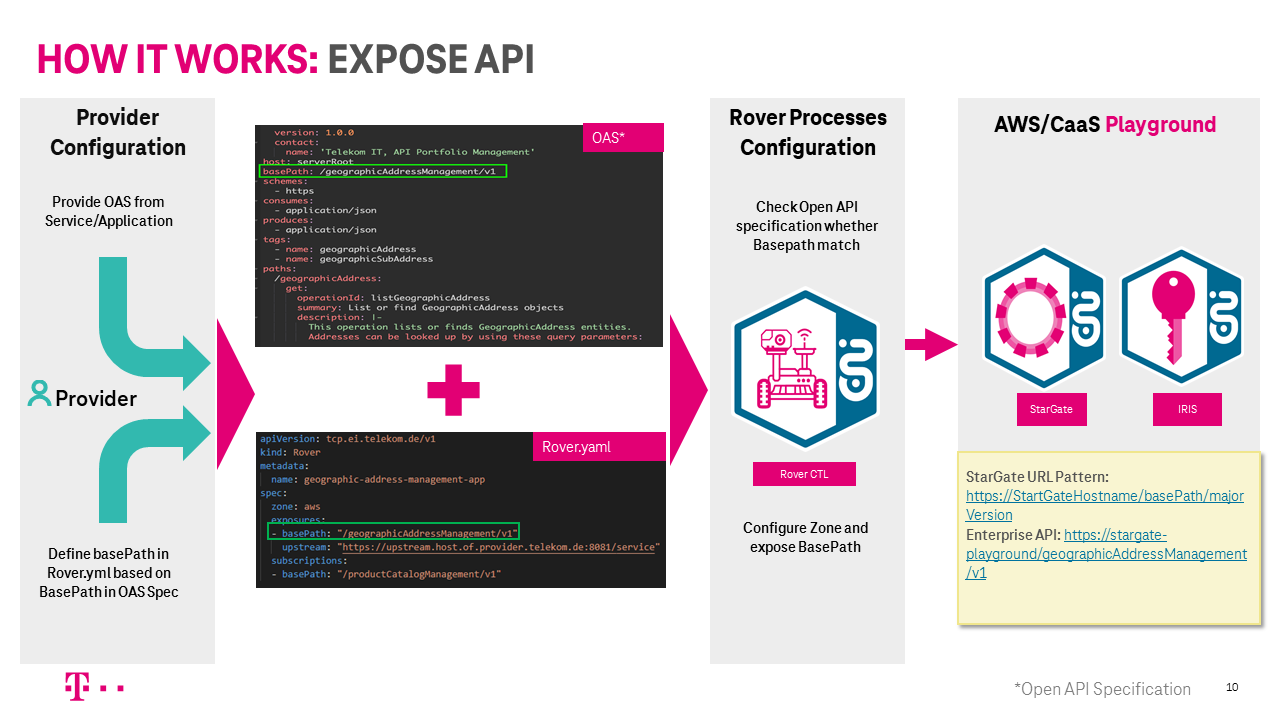 HOW IT WORKS: EXPOSE API
Provider
Configuration
Provide OAS from
Service/Application
Provider
Define basePath in
Rover.yml based on
BasePath in OAS Spec
OAS*
version: 1.0.0
contact:
name: 'Telekom IT, API Portfolio Management'
host: serverRoot
basePath: /geographicAddressManagement/v1
schemes:
- https
consumes:
- application/json
produces:
- application/json
tags:
- name: geographicAddress
- name: geographicSubAddress
paths:
/geographicAddress:
get:
operationId: listGeographicAddress
summary: List or find GeographicAddress objects
description: |-
This operation lists or finds GeographicAddress entities.
Addresses can be looked up by using these query parameters:
Rover.yaml
apiVersion: tcp.ei.telekom.de/v1
kind: Rover
metadata:
name: geographic-address-management-app
spec:
zone: aws
exposures:
- basePath: "/geographicAddressManagement/v1"
upstream: "https://upstream.host.of.provider.telekom.de:8081/service"
subscriptions:
- basePath: "/productCatalogManagement/v1"
Rover Processes
Configuration
Check Open API
specification whether
Basepath match
Rover CTL
Configure Zone and
expose BasePath
AWS/CaaS Playground
StarGate
IRIS
StarGate URL Pattern:
https://StartGateHostname/basePath/major
Version
Enterprise API: https://stargate-
playground/geographicAddressManagement
/v1
T
*Open API Specification
10